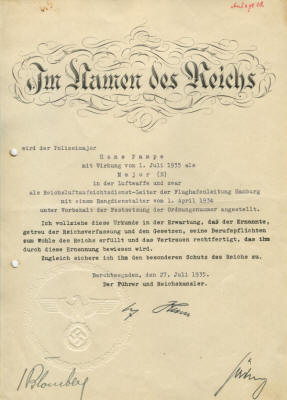 Anlage 12
Im Namen des Reichs
wird der Polizeimajor
Hans Pampe
mit Wirkung vom 1. Juli 1935 als
Major (E)
in der Luftwaffe und zwar
als Reichsluftaufsichtsdienst-Leiter der Flughafenleitung Hamburg
mit einem Rangdienstalter vom 1. April 1934
unter Vorbehalt der Festsetzung der Ordnungsnummer angestellt.
Ich vollziehe diese Urkunde in der Erwartung, daß der Ernannte,
getreu der Reichsverfassung und den Gesetzen, seine Berufspflichten
zum Wohle des Reichs erfüllt und das Vertrauen rechtfertigt, das ihm
durch diese Ernennung bewiesen wird.
Zugleich sichere ich ihm den besonderen Schutz des Reichs zu.
Berchtesgaden, den 27. Juli 1935.
Der Führer und Reichskanzler.